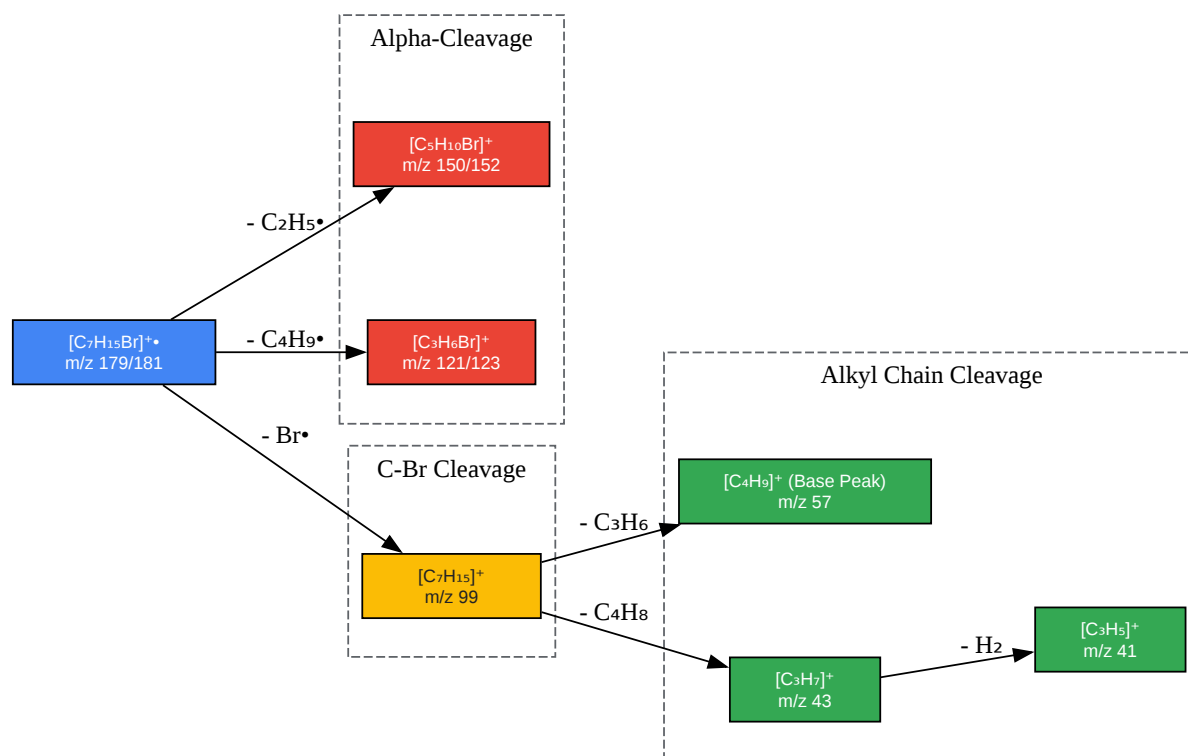 Alpha-Cleavage
[C₅H₁₀Br]⁺
m/z 150/152
- C₂H₅•
[C₇H₁₅Br]⁺•
m/z 179/181
- C₄H₉•
[C₃H₆Br]⁺
m/z 121/123
- Br•
C-Br Cleavage
[C₇H₁₅]⁺
m/z 99
Alkyl Chain Cleavage
- C₃H₆
[C₄H₉]⁺ (Base Peak)
m/z 57
- C₄H₈
[C₃H₇]⁺
m/z 43
- H₂
[C₃H₅]⁺
m/z 41